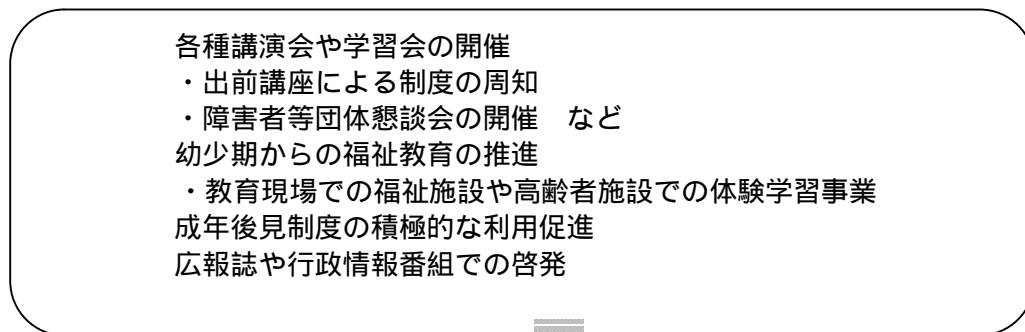 各種講演会や学習会の開催
・出前講座による制度の周知
・障害者等団体懇談会の開催　など
幼少期からの福祉教育の推進
・教育現場での福祉施設や高齢者施設での体験学習事業
成年後見制度の積極的な利用促進
広報誌や行政情報番組での啓発